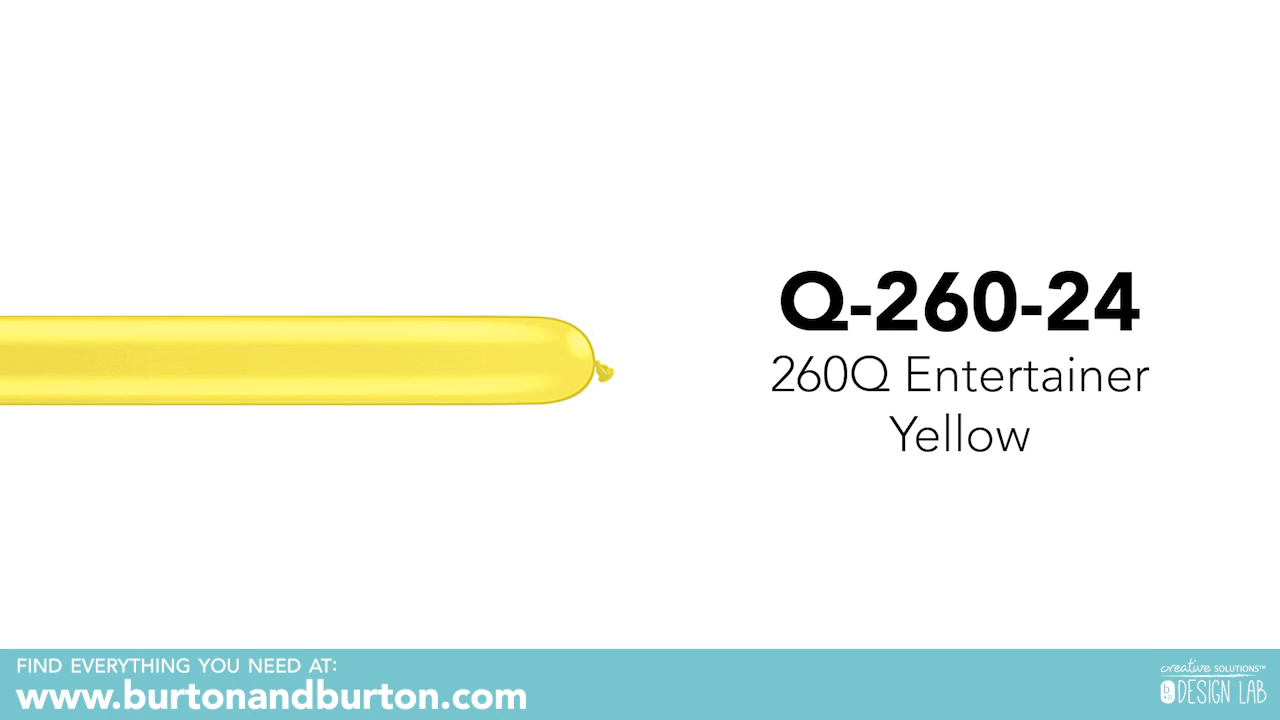 Q-260-24
260Q Entertainer
Yellow
FIND EVERYTHING YOU NEED AT:
www.burtonandburton.com
creative SOLUTIONS™
DESIGN LAB